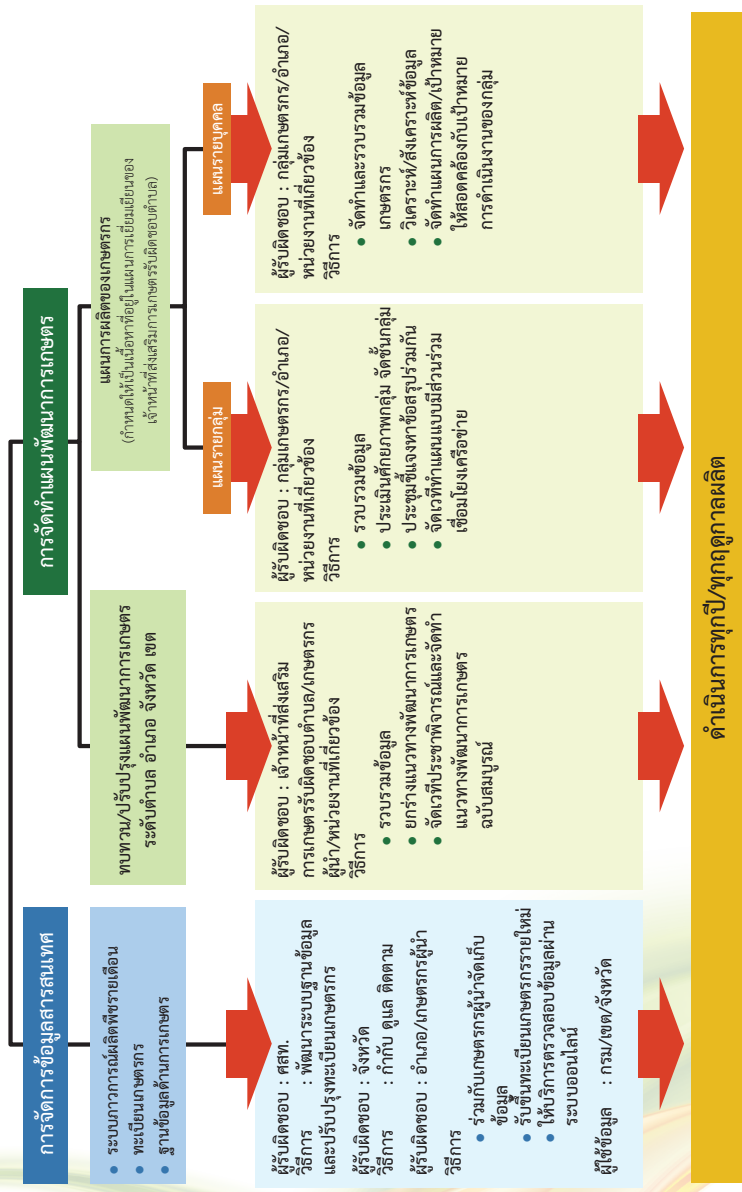 การจัดการข้อมูลสารสนเทศ
● ระบบภาวการณ์ผลิตพืชรายเดือน
● ทะเบียนเกษตรกร
● ฐานข้อมูลด้านการเกษตร
ผู้รับผิดชอบ : ศสท.
วิธีการ : พัฒนาระบบฐานข้อมูล
และปรับปรุงทะเบียนเกษตรกร
ผู้รับผิดชอบ : จังหวัด
วิธีการ : กำกับ ดูแล ติดตาม
ผู้รับผิดชอบ : อำเภอ/เกษตรกรผู้นำ
วิธีการ
● ร่วมกับเกษตรกรผู้นำจัดเก็บ
ข้อมูล
● รับขึ้นทะเบียนเกษตรกรรายใหม่
● ให้บริการตรวจสอบข้อมูลผ่าน
ระบบออนไลน์
ผู้ใช้ข้อมูล : กรม/เขต/จังหวัด
การจัดทำแผนพัฒนาการเกษตร
ทบทวน/ปรับปรุงแผนพัฒนาการเกษตร
ระดับตำบล อำเภอ จังหวัด เขต
ผู้รับผิดชอบ : เจ้าหน้าที่ส่งเสริม
การเกษตรรับผิดชอบตำบล/เกษตรกร
ผู้นำ/หน่วยงานที่เกี่ยวข้อง
วิธีการ
● รวบรวมข้อมูล
● ยกร่างแนวทางพัฒนาการเกษตร
● จัดเวทีประชาพิจารณ์และจัดทำ
แนวทางพัฒนาการเกษตร
ฉบับสมบูรณ์
แผนการผลิตของเกษตรกร
(กำหนดให้เป็นเนื้อหาที่อยู่ในแผนการเยี่ยมเยียนของ
เจ้าหน้าที่ส่งเสริมการเกษตรรับผิดชอบตำบล)
แผนรายกลุ่ม
ผู้รับผิดชอบ : กลุ่มเกษตรกร/อำเภอ/
หน่วยงานที่เกี่ยวข้อง
วิธีการ
● รวบรวมข้อมูล
● ประเมินศักยภาพกลุ่ม จัดชั้นกลุ่ม
● ประชุมชี้แจงหาข้อสรุปร่วมกัน
● จัดเวทีทำแผนแบบมีส่วนร่วม
เชื่อมโยงเครือข่าย
แผนรายบุคคล
ผู้รับผิดชอบ : กลุ่มเกษตรกร/อำเภอ/
หน่วยงานที่เกี่ยวข้อง
วิธีการ
● จัดทำและรวบรวมข้อมูล
เกษตรกร
● วิเคราะห์/สังเคราะห์ข้อมูล
● จัดทำแผนการผลิต/เป้าหมาย
ให้สอดคล้องกับเป้าหมาย
การดำเนินงานของกลุ่ม
ดำเนินการทุกปี/ทุกฤดูกาลผลิต